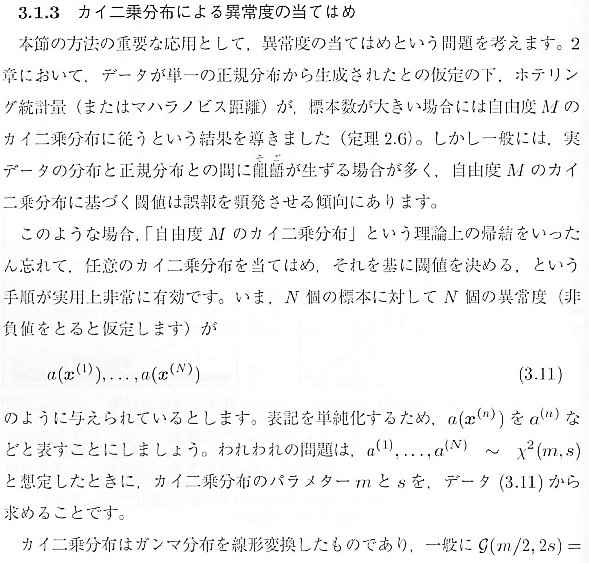 3.1.3 カイ二乗分布による異常度の当てはめ
本節の方法の重要な応用として，異常度の当てはめという問題を考えます。2
章において，データが単一の正規分布から生成されたとの仮定の下，ホテリン
グ統計量（またはマハラノビス距離）が，標本数が大きい場合には自由度 M の
カイ二乗分布に従うという結果を導きました（定理 2.6）。しかし一般には，実
データの分布と正規分布との間に齟齬が生ずる場合が多く，自由度 M のカイ
二乗分布に基づく閾値は誤報を頻発させる傾向にあります。
このような場合，「自由度 M のカイ二乗分布」という理論上の帰結をいった
ん忘れて，任意のカイ二乗分布を当てはめ，それを基に閾値を決める，という
手順が実用上非常に有効です。いま，N 個の標本に対して N 個の異常度（非
負値をとると仮定します）が
a(x^(1)),...,a(x^(N)) (3.11)
のように与えられているとします。表記を単純化するため，a(x^(n)) を a^(n) な
どと表すことにしましょう。われわれの問題は，a^(1),...,a^(N) ～ χ²(m,s)
と想定したときに，カイ二乗分布のパラメター m と s を，データ (3.11) から
求めることです。
カイ二乗分布はガンマ分布を線形変換したものであり，一般に G(m/2, 2s) =